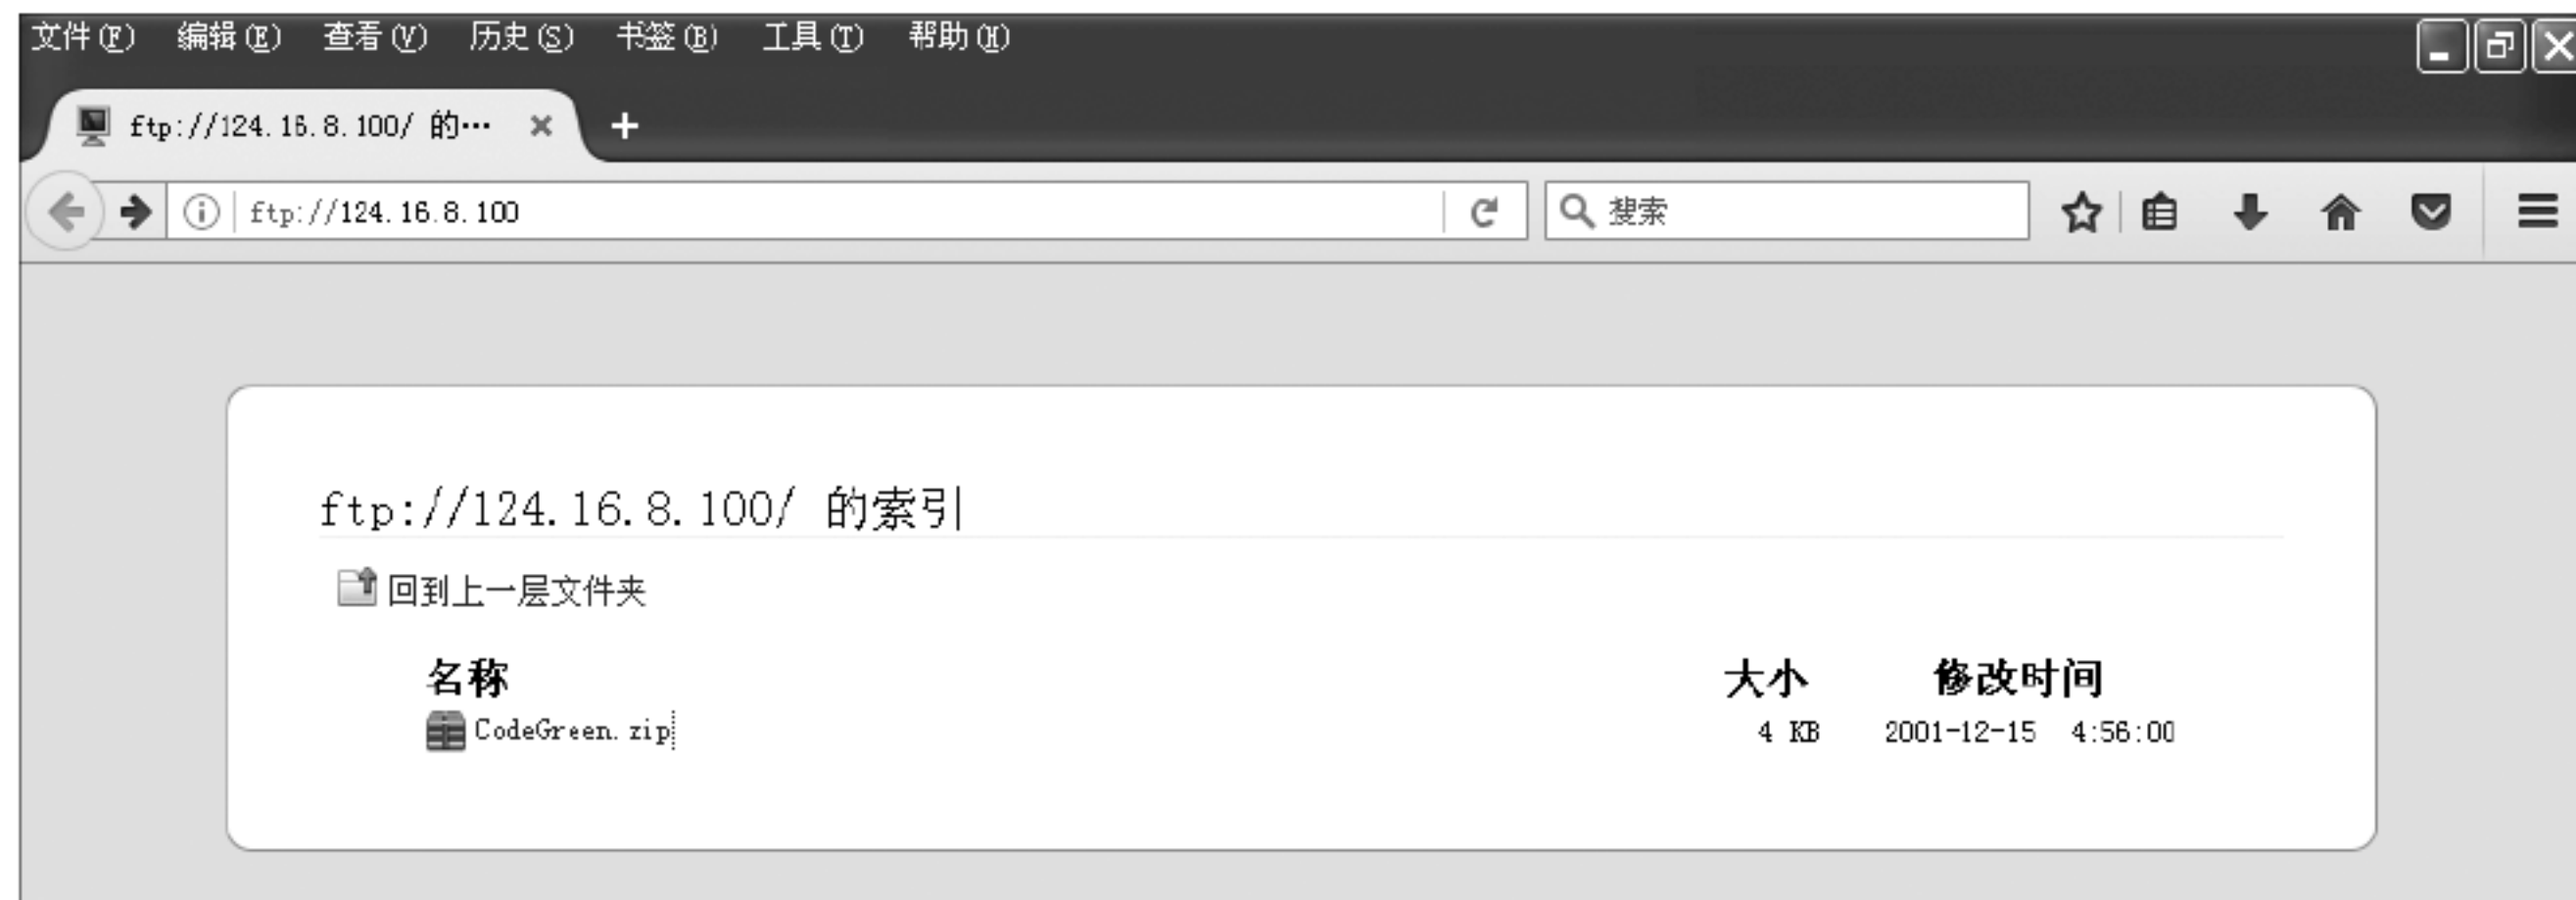 文件(F) 编辑(E) 查看(V) 历史(S) 书签(B) 工具(T) 帮助(H)
ftp://124.16.8.100/ 的…
ftp://124.16.8.100 搜索
ftp://124.16.8.100/ 的索引
回到上一层文件夹
名称 大小 修改时间
CodeGreen.zip 4 KB 2001-12-15 4:56:00